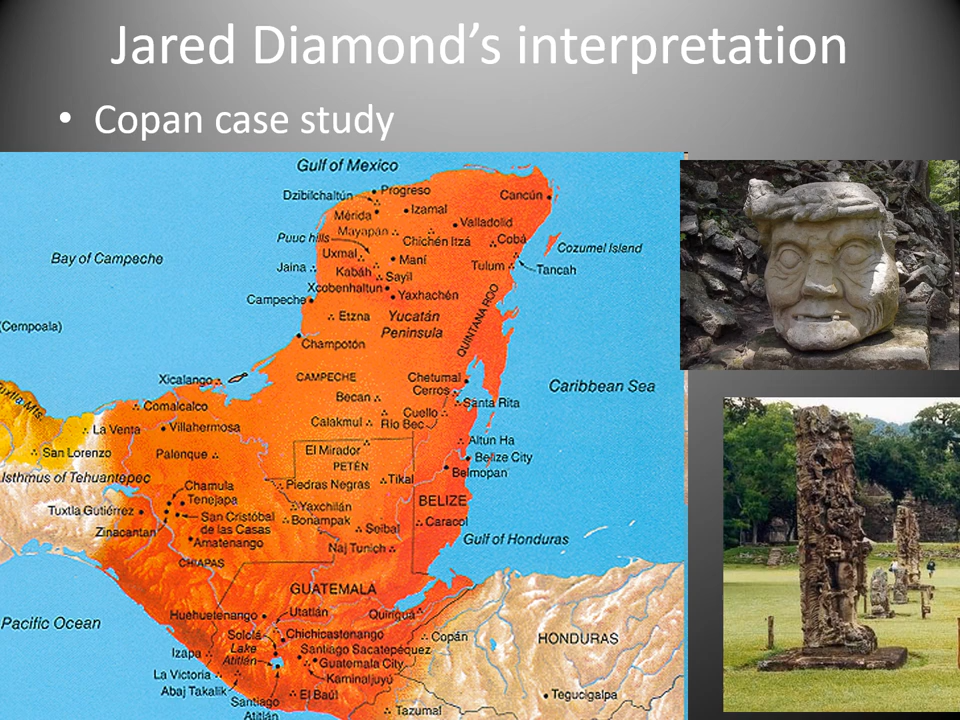 Jared Diamond’s interpretation
• Copan case study
Gulf of Mexico
Dzibilchaltún
Progreso
Cancún
Mérida
Izamal
Valladolid
Mayapán
Chichén Itzá
Cobá
Cozumel Island
Puuc hills
Uxmal
Maní
Bay of Campeche
Jaina
Kabáh
Sayil
Tulum
Tancah
Xcobenhaltun
Yaxhachén
Campeche
Etzna
Yucatán
Peninsula
QUINTANA ROO
(Cempoala)
Champotón
Xicalango
CAMPECHE
Chetumal
Cerros
Caribbean Sea
Becan
Santa Rita
Tuxtla Mts.
Comalcalco
Cuello
Calakmul
Río Bec
La Venta
Villahermosa
Altun Ha
San Lorenzo
Palenque
El Mirador
Belize City
PETÉN
Belmopan
Isthmus of Tehuantepec
Piedras Negras
Tikal
Chamula
Tenejapa
BELIZE
Tuxtla Gutiérrez
San Cristóbal
de las Casas
Yaxchilán
Bonampak
Seibal
Caracol
Zinacantan
Amatenango
Naj Tunich
Gulf of Honduras
CHIAPAS
GUATEMALA
Huehuetenango
Utatlán
Quiriguá
Pacific Ocean
Sololá
Chichicastenango
Copán
HONDURAS
Lake
Atitlán
Santiago Sacatepéquez
Izapa
Guatemala City
La Victoria
Kaminaljuyú
Abaj Takalik
El Baúl
Tegucigalpa
Santiago
Atitlán
Tazumal